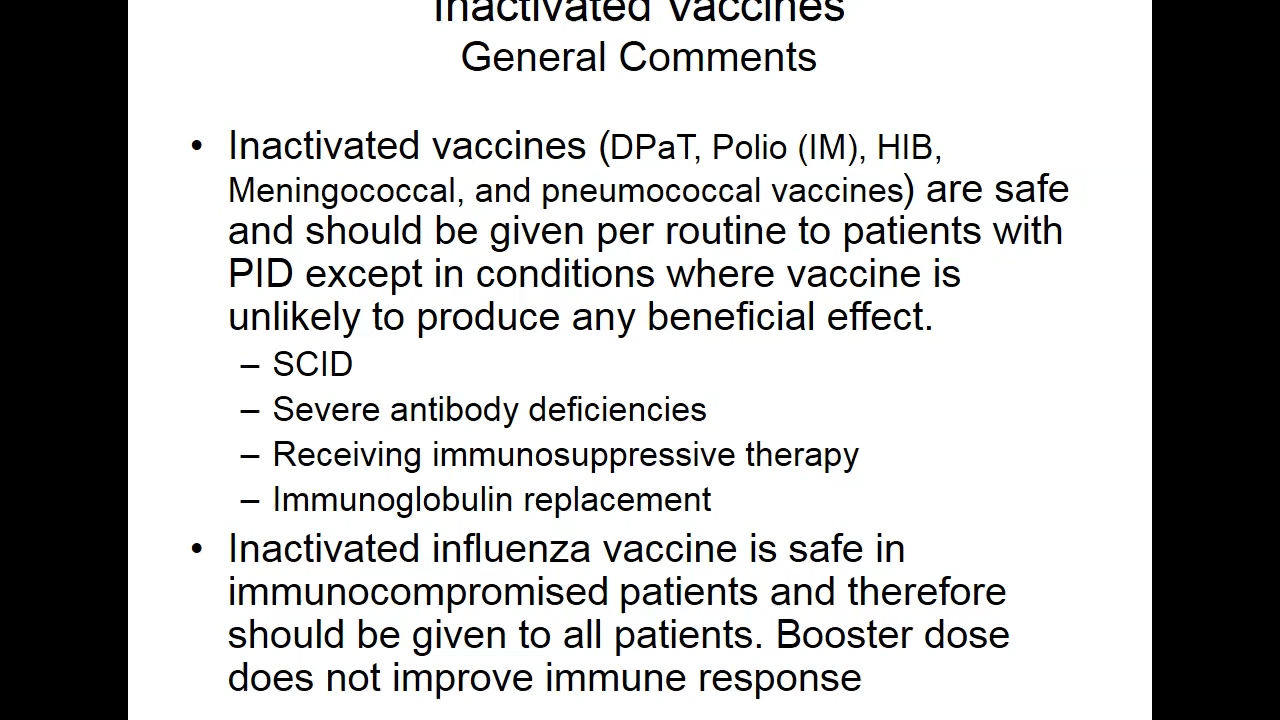 Inactivated Vaccines
General Comments
• Inactivated vaccines (DPaT, Polio (IM), HIB,
Meningococcal, and pneumococcal vaccines) are safe
and should be given per routine to patients with
PID except in conditions where vaccine is
unlikely to produce any beneficial effect.
– SCID
– Severe antibody deficiencies
– Receiving immunosuppressive therapy
– Immunoglobulin replacement
• Inactivated influenza vaccine is safe in
immunocompromised patients and therefore
should be given to all patients. Booster dose
does not improve immune response